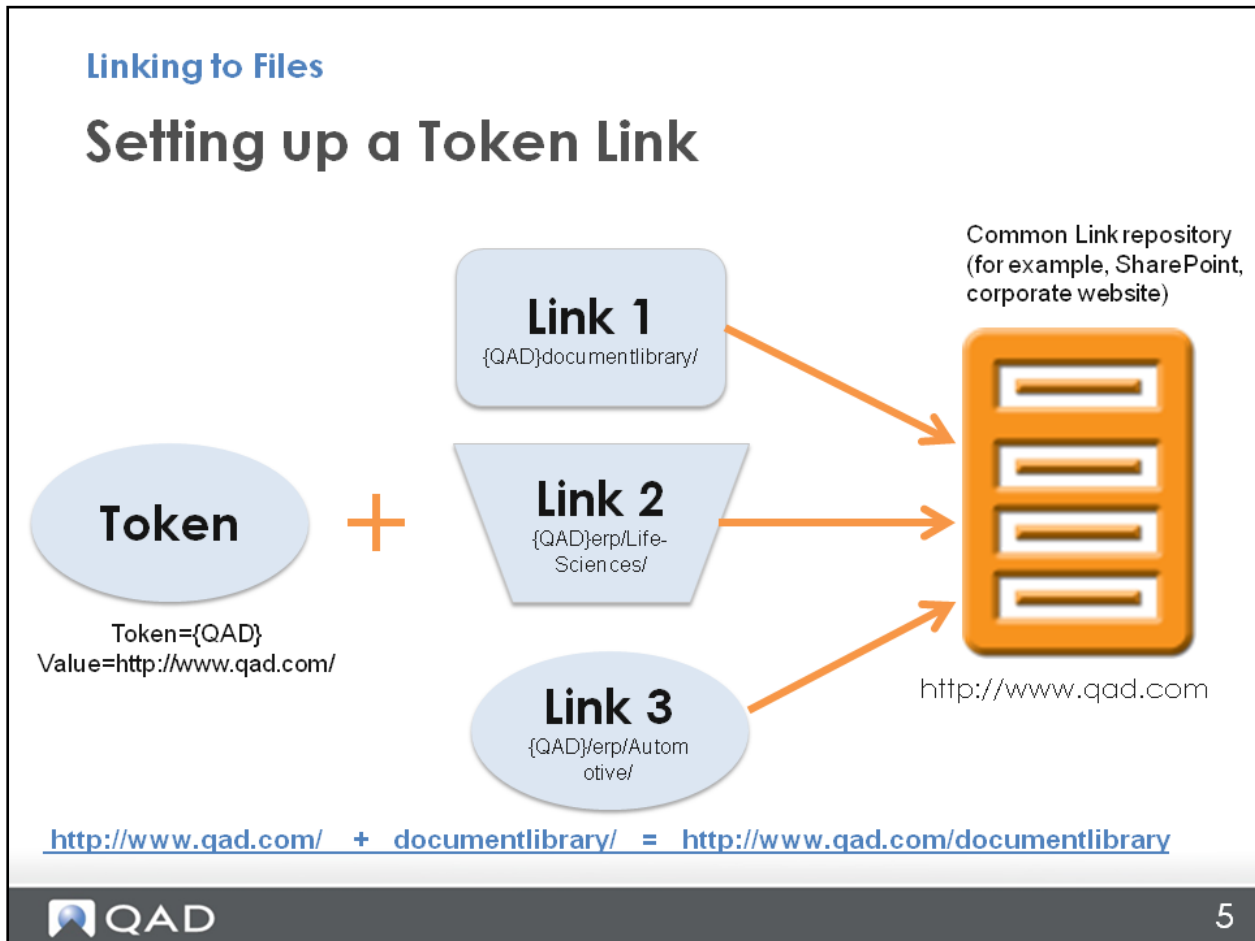 Linking to Files
Setting up a Token Link
Common Link repository
(for example, SharePoint,
corporate website)
Link 1
{QAD}documentlibrary/
Token
+
Link 2
{QAD}erp/Life-
Sciences/
Token={QAD}
Value=http://www.qad.com/
Link 3
{QAD}/erp/Autom
otive/
http://www.qad.com
http://www.qad.com/ + documentlibrary/ = http://www.qad.com/documentlibrary
QAD
5